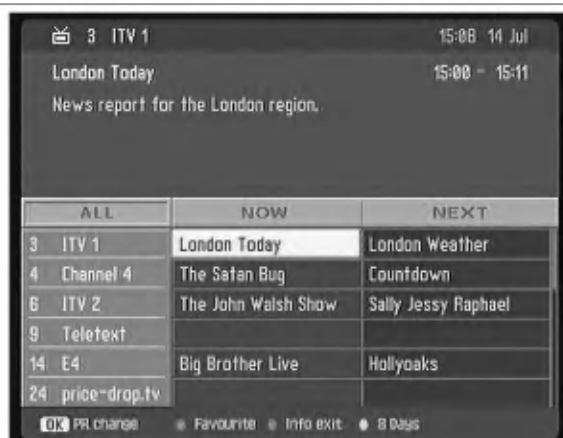 3 ITV 1 15:08 14 Jul
London Today 15:00 - 15:11
News report for the London region.
ALL NOW NEXT
3 ITV 1 London Today London Weather
4 Channel 4 The Satan Bug Countdown
6 ITV 2 The John Walsh Show Sally Jessy Raphael
9 Teletext
14 E4 Big Brother Live Hollyoaks
24 price-drop.tv
OK PR change Favourite Info exit 8 Days